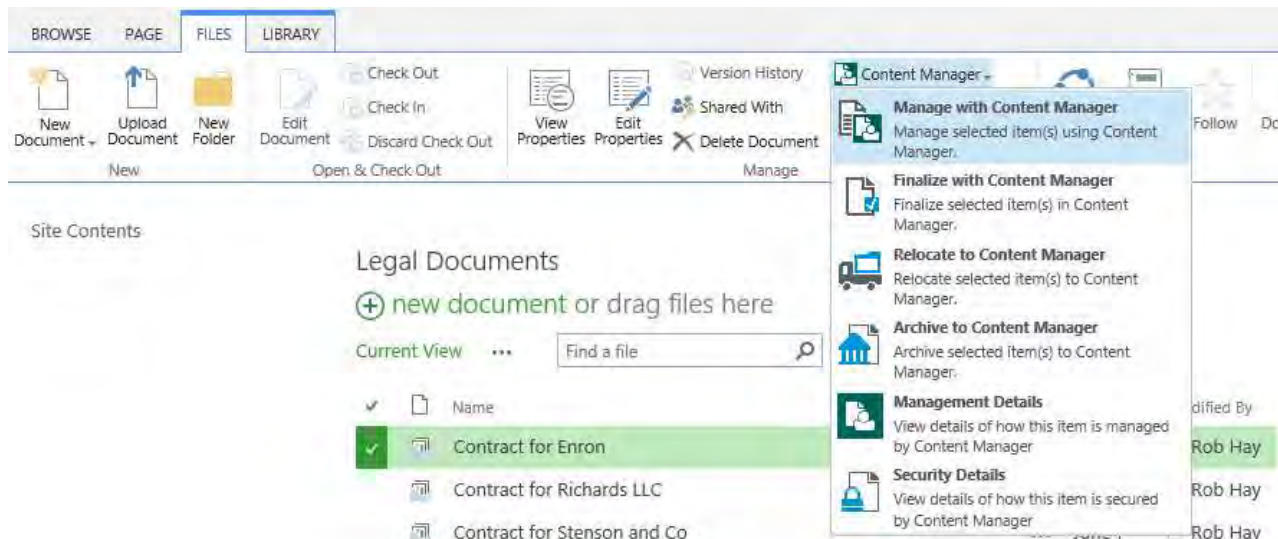 BROWSE PAGE FILES LIBRARY
New Document
Upload Document
New Folder
New
Edit Document
Check Out
Check In
Discard Check Out
Open & Check Out
View Properties
Edit Properties
Version History
Shared With
Delete Document
Manage
Content Manager
Follow
Do
Manage with Content Manager
Manage selected item(s) using Content
Manager.
Finalize with Content Manager
Finalize selected item(s) in Content
Manager.
Relocate to Content Manager
Relocate selected item(s) to Content
Manager.
Archive to Content Manager
Archive selected item(s) to Content
Manager.
Management Details
View details of how this item is managed
by Content Manager
Security Details
View details of how this item is secured
by Content Manager
Site Contents
Legal Documents
new document or drag files here
Current View ... Find a file
Name dified By
Contract for Enron Rob Hay
Contract for Richards LLC Rob Hay
Contract for Stenson and Co Rob Hay